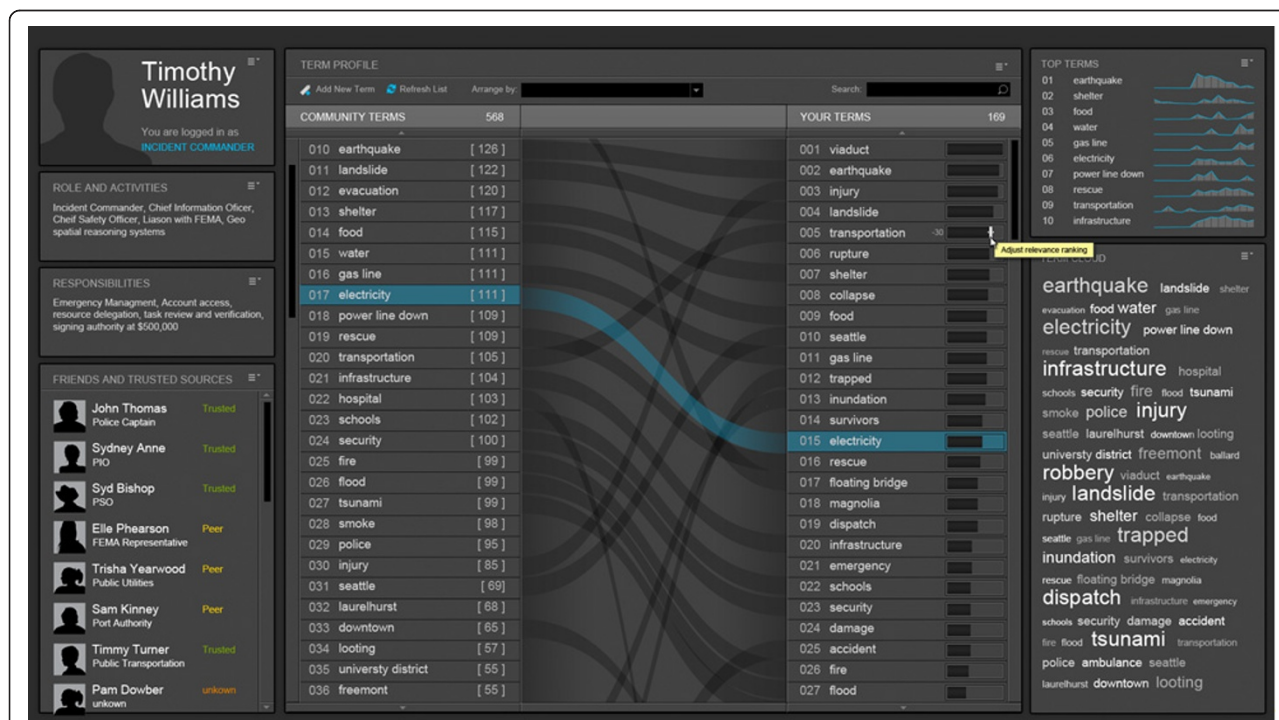 Timothy
Williams
You are logged in as
INCIDENT COMMANDER
ROLE AND ACTIVITIES
Incident Commander, Chief Information Oficer,
Cheif Safety Officer, Liason with FEMA, Geo
spatial reasoning systems
RESPONSIBILITIES
Emergency Managment, Account access,
resource delegation, task review and verification,
signing authority at $500,000
FRIENDS AND TRUSTED SOURCES
John Thomas Trusted
Police Captain
Sydney Anne Trusted
PIO
Syd Bishop Trusted
PSO
Elle Phearson Peer
FEMA Representative
Trisha Yearwood Peer
Public Utilities
Sam Kinney Peer
Port Authority
Timmy Turner Trusted
Public Transportation
Pam Dowber unkown
unkown
TERM PROFILE
Add New Term Refresh List Arrange by: Search:
COMMUNITY TERMS 568
010 earthquake [ 126 ]
011 landslide [ 122 ]
012 evacuation [ 120 ]
013 shelter [ 117 ]
014 food [ 115 ]
015 water [ 111 ]
016 gas line [ 111 ]
017 electricity [ 111 ]
018 power line down [ 109 ]
019 rescue [ 109 ]
020 transportation [ 105 ]
021 infrastructure [ 104 ]
022 hospital [ 103 ]
023 schools [ 102 ]
024 security [ 100 ]
025 fire [ 99 ]
026 flood [ 99 ]
027 tsunami [ 99 ]
028 smoke [ 98 ]
029 police [ 95 ]
030 injury [ 85 ]
031 seattle [ 69]
032 laurelhurst [ 68 ]
033 downtown [ 65 ]
034 looting [ 57 ]
035 universty district [ 55 ]
036 freemont [ 55 ]
YOUR TERMS 169
001 viaduct
002 earthquake
003 injury
004 landslide
005 transportation -30
Adjust relevance ranking
006 rupture
007 shelter
008 collapse
009 food
010 seattle
011 gas line
012 trapped
013 inundation
014 survivors
015 electricity
016 rescue
017 floating bridge
018 magnolia
019 dispatch
020 infrastructure
021 emergency
022 schools
023 security
024 damage
025 accident
026 fire
027 flood
TOP TERMS
01 earthquake
02 shelter
03 food
04 water
05 gas line
06 electricity
07 power line down
08 rescue
09 transportation
10 infrastructure
TERM CLOUD
earthquake landslide shelter
evacuation food water gas line
electricity power line down
rescue transportation
infrastructure hospital
schools security fire flood tsunami
smoke police injury
seattle laurelhurst downtown looting
universty district freemont ballard
robbery viaduct earthquake
injury landslide transportation
rupture shelter collapse food
seattle gas line trapped
inundation survivors electricity
rescue floating bridge magnolia
dispatch infrastructure emergency
schools security damage accident
fire flood tsunami transportation
police ambulance seattle
laurelhurst downtown looting